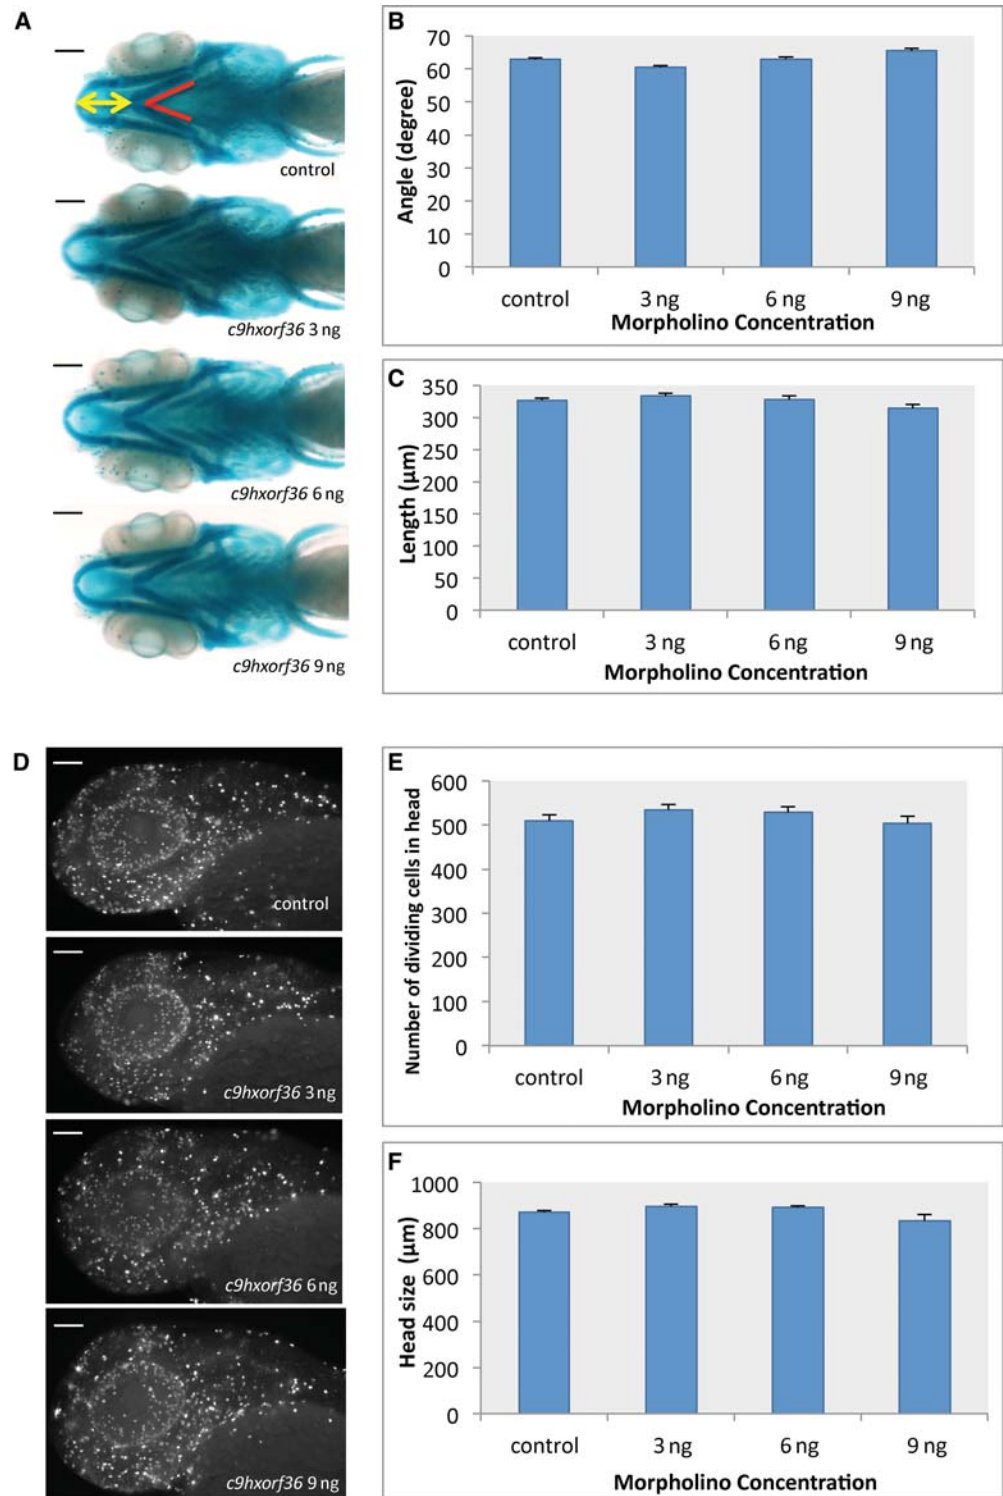 A
control
c9hxorf36 3 ng
c9hxorf36 6 ng
c9hxorf36 9 ng
B
Angle (degree)
70
60
50
40
30
20
10
0
control 3 ng 6 ng 9 ng
Morpholino Concentration
C
Length (µm)
350
300
250
200
150
100
50
0
control 3 ng 6 ng 9 ng
Morpholino Concentration
D
control
c9hxorf36 3 ng
c9hxorf36 6 ng
c9hxorf36 9 ng
E
Number of dividing cells in head
600
500
400
300
200
100
0
control 3 ng 6 ng 9 ng
Morpholino Concentration
F
Head size (µm)
1000
800
600
400
200
0
control 3 ng 6 ng 9 ng
Morpholino Concentration